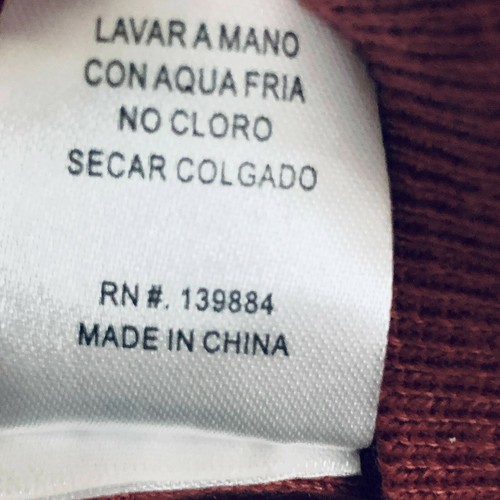 LAVAR A MANO
CON AQUA FRIA
NO CLORO
SECAR COLGADO
RN #. 139884
MADE IN CHINA